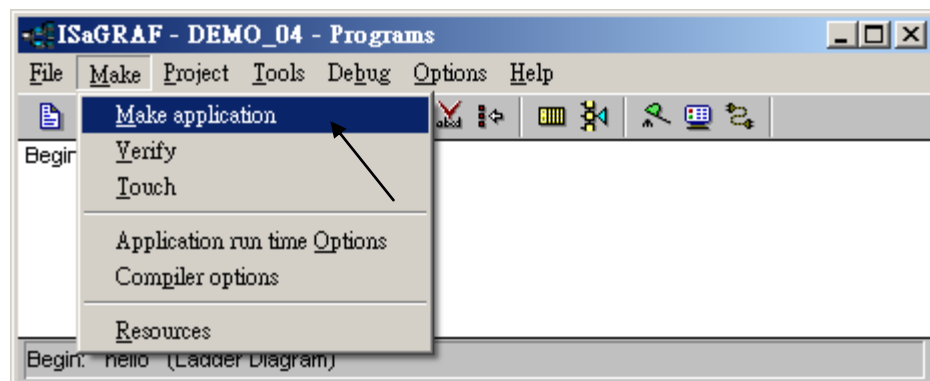 ISaGRAF - DEMO_04 - Programs
File Make Project Tools Debug Options Help
Make application
Begin
Verify
Touch
Application run time Options
Compiler options
Resources
Begin: hello (Ladder Diagram)